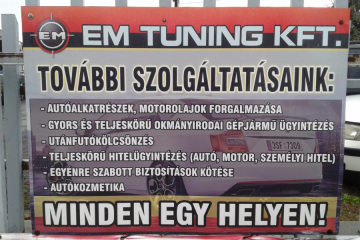 EM EM TUNING KFT.
TOVÁBBI SZOLGÁLTATÁSAINK:
- AUTÓALKATRÉSZEK, MOTOROLAJOK FORGALMAZÁSA
- GYORS ÉS TELJESKÖRŰ OKMÁNYIRODAI GÉPJÁRMŰ ÜGYINTÉZÉS
- UTÁNFUTÓKÖLCSÖNZÉS
- TELJESKÖRŰ HITELÜGYINTÉZÉS (AUTÓ, MOTOR, SZEMÉLYI HITEL)
- EGYÉNRE SZABOTT BIZTOSÍTÁSOK KÖTÉSE
- AUTÓKOZMETIKA
MINDEN EGY HELYEN!